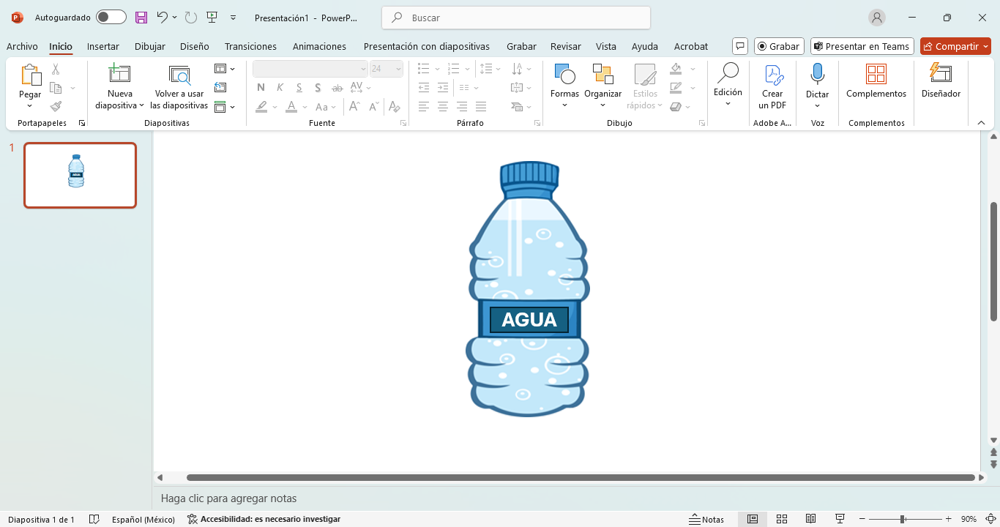 Autoguardado
Presentación1 - PowerP...
Buscar
Archivo Inicio Insertar Dibujar Diseño Transiciones Animaciones Presentación con diapositivas Grabar Revisar Vista Ayuda Acrobat
Grabar
Presentar en Teams
Compartir
Pegar
Portapapeles
Nueva
diapositiva
Volver a usar
las diapositivas
Diapositivas
24
N K S S ab AV
A Aa A A A
Fuente
Párrafo
Formas
Organizar
Estilos
rápidos
Dibujo
Edición
Crear
un PDF
Adobe A...
Dictar
Voz
Complementos
Complementos
Diseñador
1
AGUA
AGUA
Haga clic para agregar notas
Diapositiva 1 de 1
Español (México)
Accesibilidad: es necesario investigar
Notas
90%